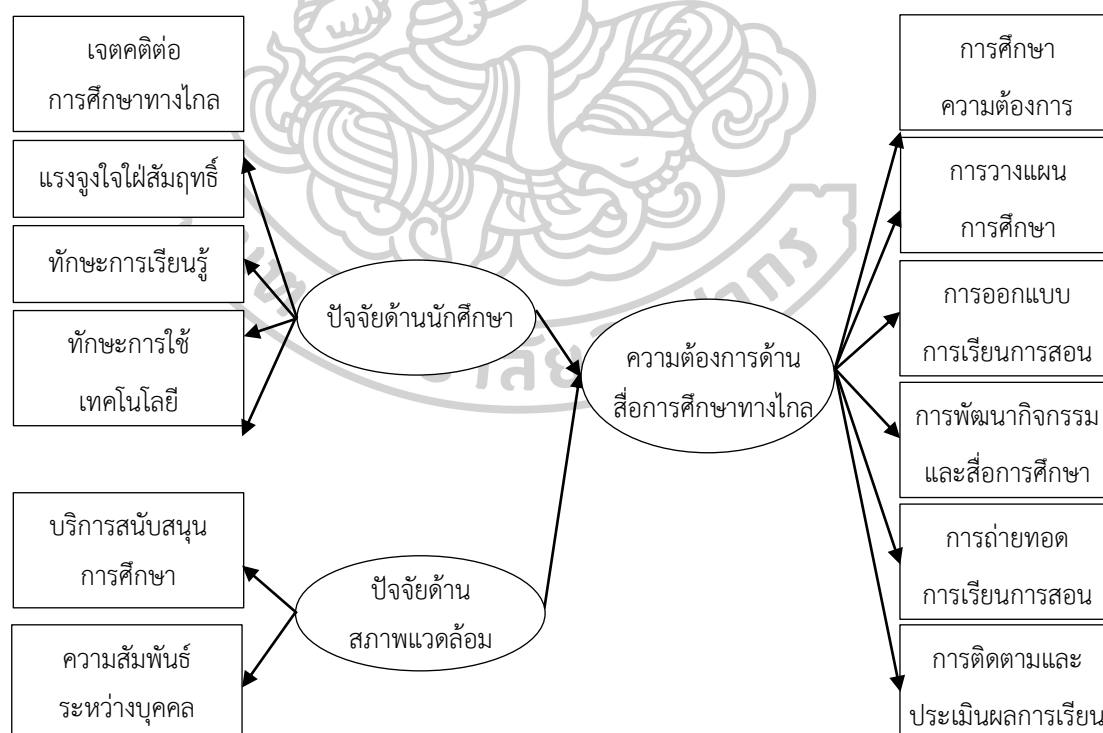 เจตคติต่อ
การศึกษาทางไกล
แรงจูงใจใฝ่สัมฤทธิ์
ทักษะการเรียนรู้
ทักษะการใช้
เทคโนโลยี
บริการสนับสนุน
การศึกษา
ความสัมพันธ์
ระหว่างบุคคล
ปัจจัยด้านนักศึกษา
ปัจจัยด้าน
สภาพแวดล้อม
ความต้องการด้าน
สื่อการศึกษาทางไกล
การศึกษา
ความต้องการ
การวางแผน
การศึกษา
การออกแบบ
การเรียนการสอน
การพัฒนากิจกรรม
และสื่อการศึกษา
การถ่ายทอด
การเรียนการสอน
การติดตามและ
ประเมินผลการเรียน